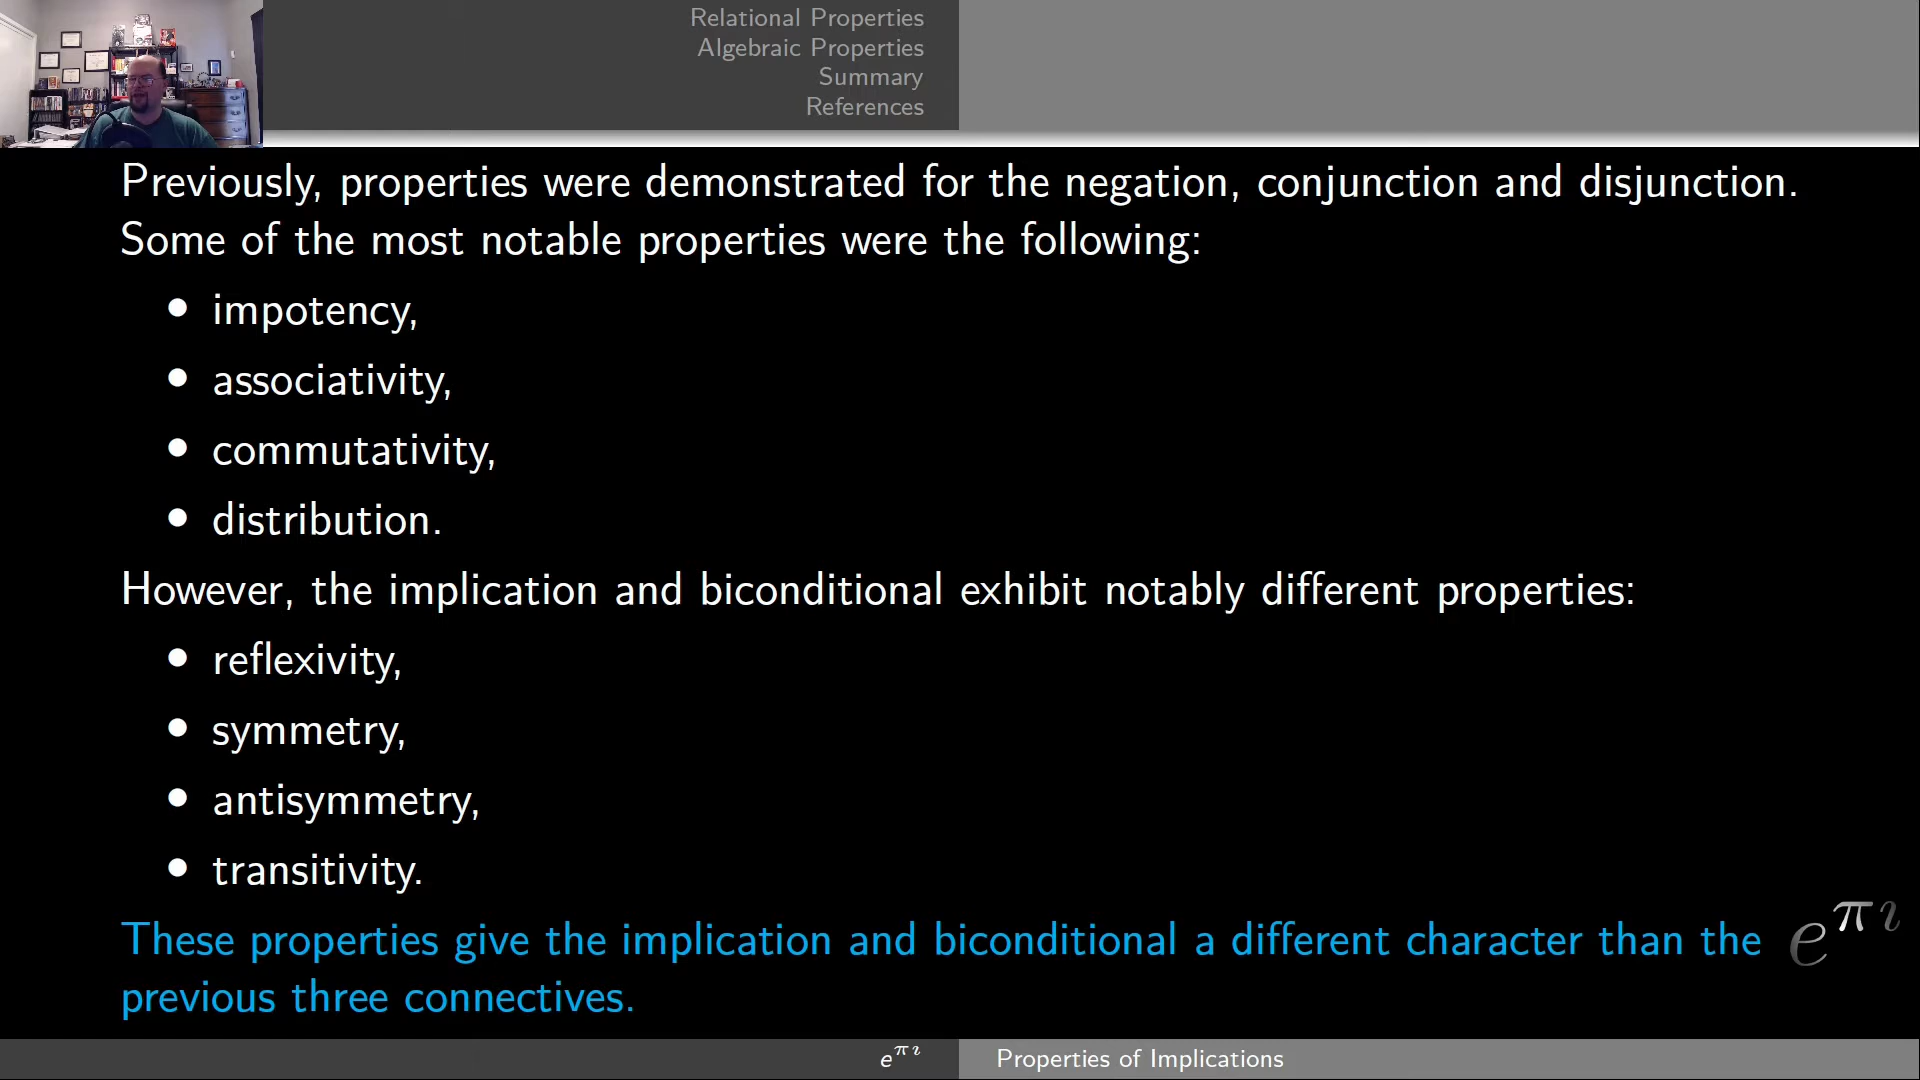 Relational Properties
Algebraic Properties
Summary
References
Previously, properties were demonstrated for the negation, conjunction and disjunction.
Some of the most notable properties were the following:
• impotency,
• associativity,
• commutativity,
• distribution.
However, the implication and biconditional exhibit notably different properties:
• reflexivity,
• symmetry,
• antisymmetry,
• transitivity.
These properties give the implication and biconditional a different character than the
previous three connectives.
e^πı
e^πı
Properties of Implications